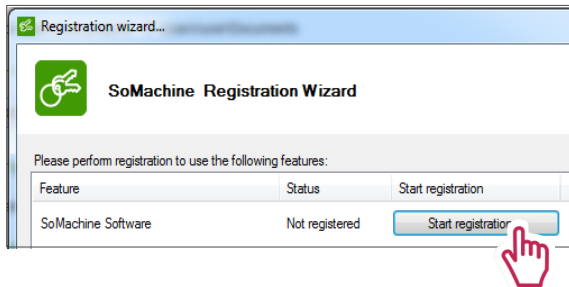 Registration wizard...
SoMachine Registration Wizard
Please perform registration to use the following features:
Feature Status Start registration
SoMachine Software Not registered Start registration